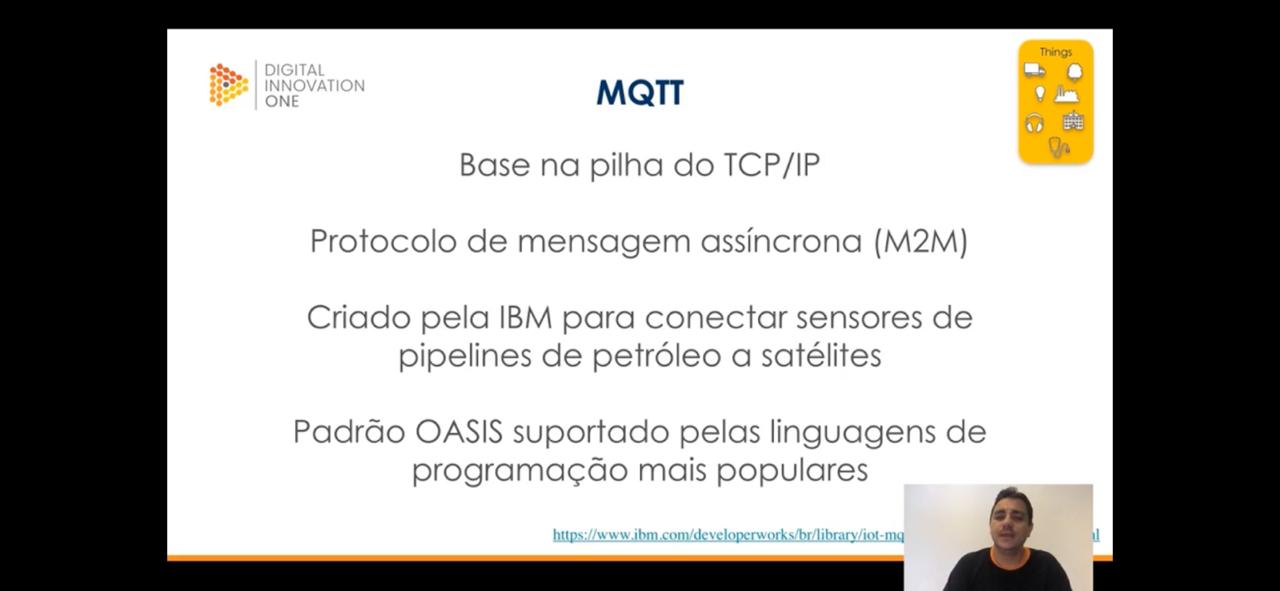 DIGITAL
INNOVATION
ONE
MQTT
Things
Base na pilha do TCP/IP
Protocolo de mensagem assíncrona (M2M)
Criado pela IBM para conectar sensores de
pipelines de petróleo a satélites
Padrão OASIS suportado pelas linguagens de
programação mais populares
https://www.ibm.com/developerworks/br/library/iot-mq